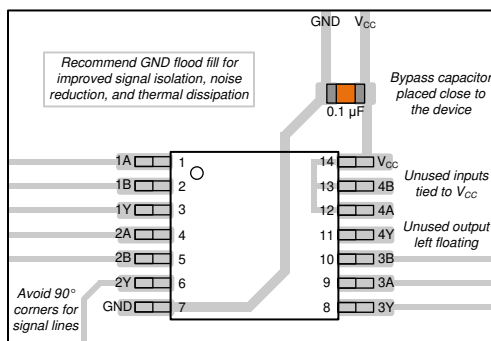 GND VCC
Recommend GND flood fill for
improved signal isolation, noise
reduction, and thermal dissipation
Bypass capacitor
placed close to
the device
0.1 µF
1A 1 14 VCC
1B 2 13 4B
1Y 3 12 4A
2A 4 11 4Y
2B 5 10 3B
2Y 6 9 3A
GND 7 8 3Y
Unused inputs
tied to VCC
Unused output
left floating
Avoid 90°
corners for
signal lines